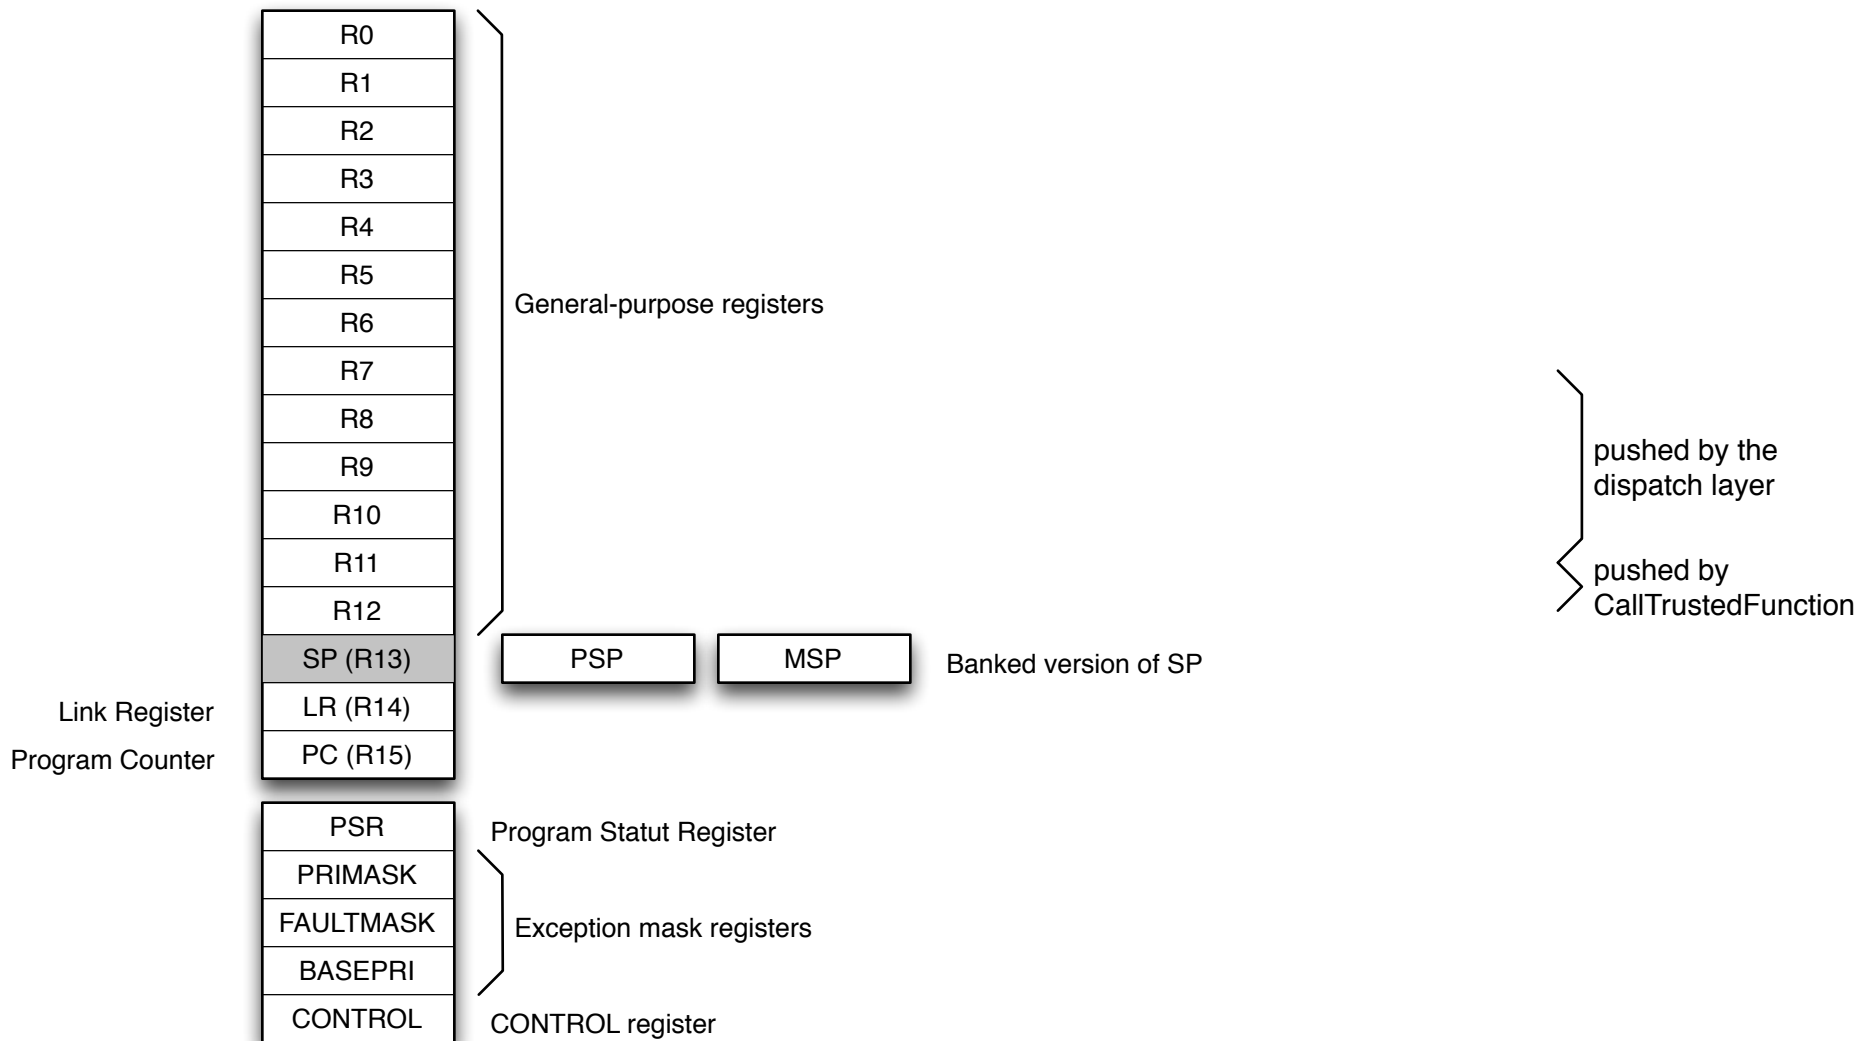 R0
R1
R2
R3
R4
R5
General-purpose registers
R6
R7
R8
R9
pushed by the
dispatch layer
R10
R11
pushed by
CallTrustedFunction
R12
SP (R13)
PSP
MSP
Banked version of SP
Link Register
LR (R14)
Program Counter
PC (R15)
PSR
Program Statut Register
PRIMASK
FAULTMASK
Exception mask registers
BASEPRI
CONTROL
CONTROL register